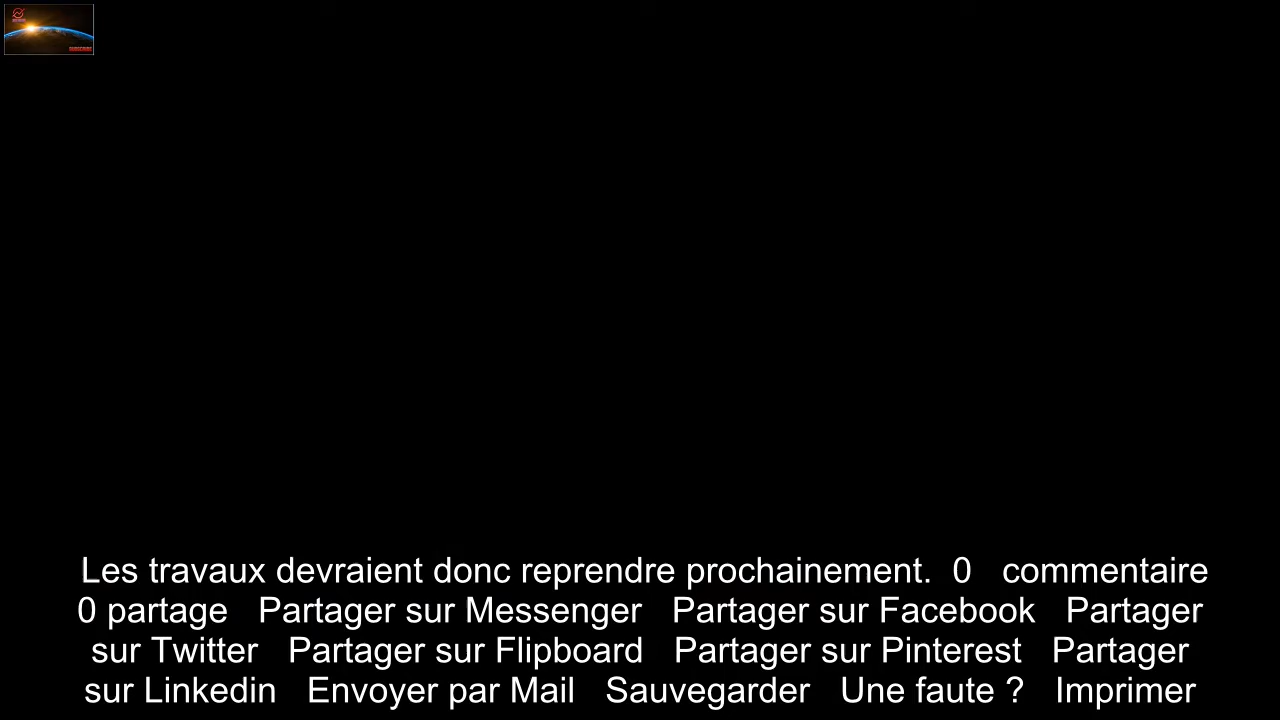 Les travaux devraient donc reprendre prochainement. 0 commentaire
0 partage Partager sur Messenger Partager sur Facebook Partager
sur Twitter Partager sur Flipboard Partager sur Pinterest Partager
sur Linkedin Envoyer par Mail Sauvegarder Une faute ? Imprimer